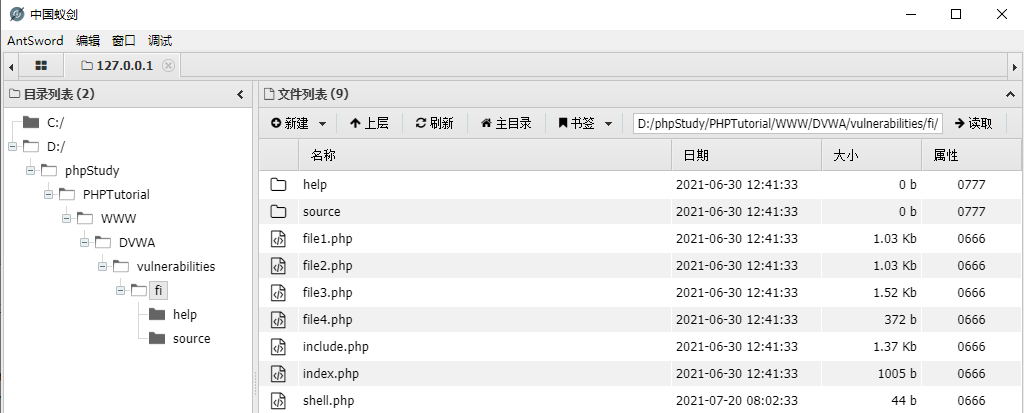 中国蚁剑
AntSword 编辑 窗口 调试
127.0.0.1
目录列表 (2)
C:/
D:/
phpStudy
PHPTutorial
WWW
DVWA
vulnerabilities
fi
help
source
文件列表 (9)
新建 上层 刷新 主目录 书签 D:/phpStudy/PHPTutorial/WWW/DVWA/vulnerabilities/fi/ 读取
名称 日期 大小 属性
help 2021-06-30 12:41:33 0 b 0777
source 2021-06-30 12:41:33 0 b 0777
file1.php 2021-06-30 12:41:33 1.03 Kb 0666
file2.php 2021-06-30 12:41:33 1.03 Kb 0666
file3.php 2021-06-30 12:41:33 1.52 Kb 0666
file4.php 2021-06-30 12:41:33 372 b 0666
include.php 2021-06-30 12:41:33 1.37 Kb 0666
index.php 2021-06-30 12:41:33 1005 b 0666
shell.php 2021-07-20 08:02:33 44 b 0666